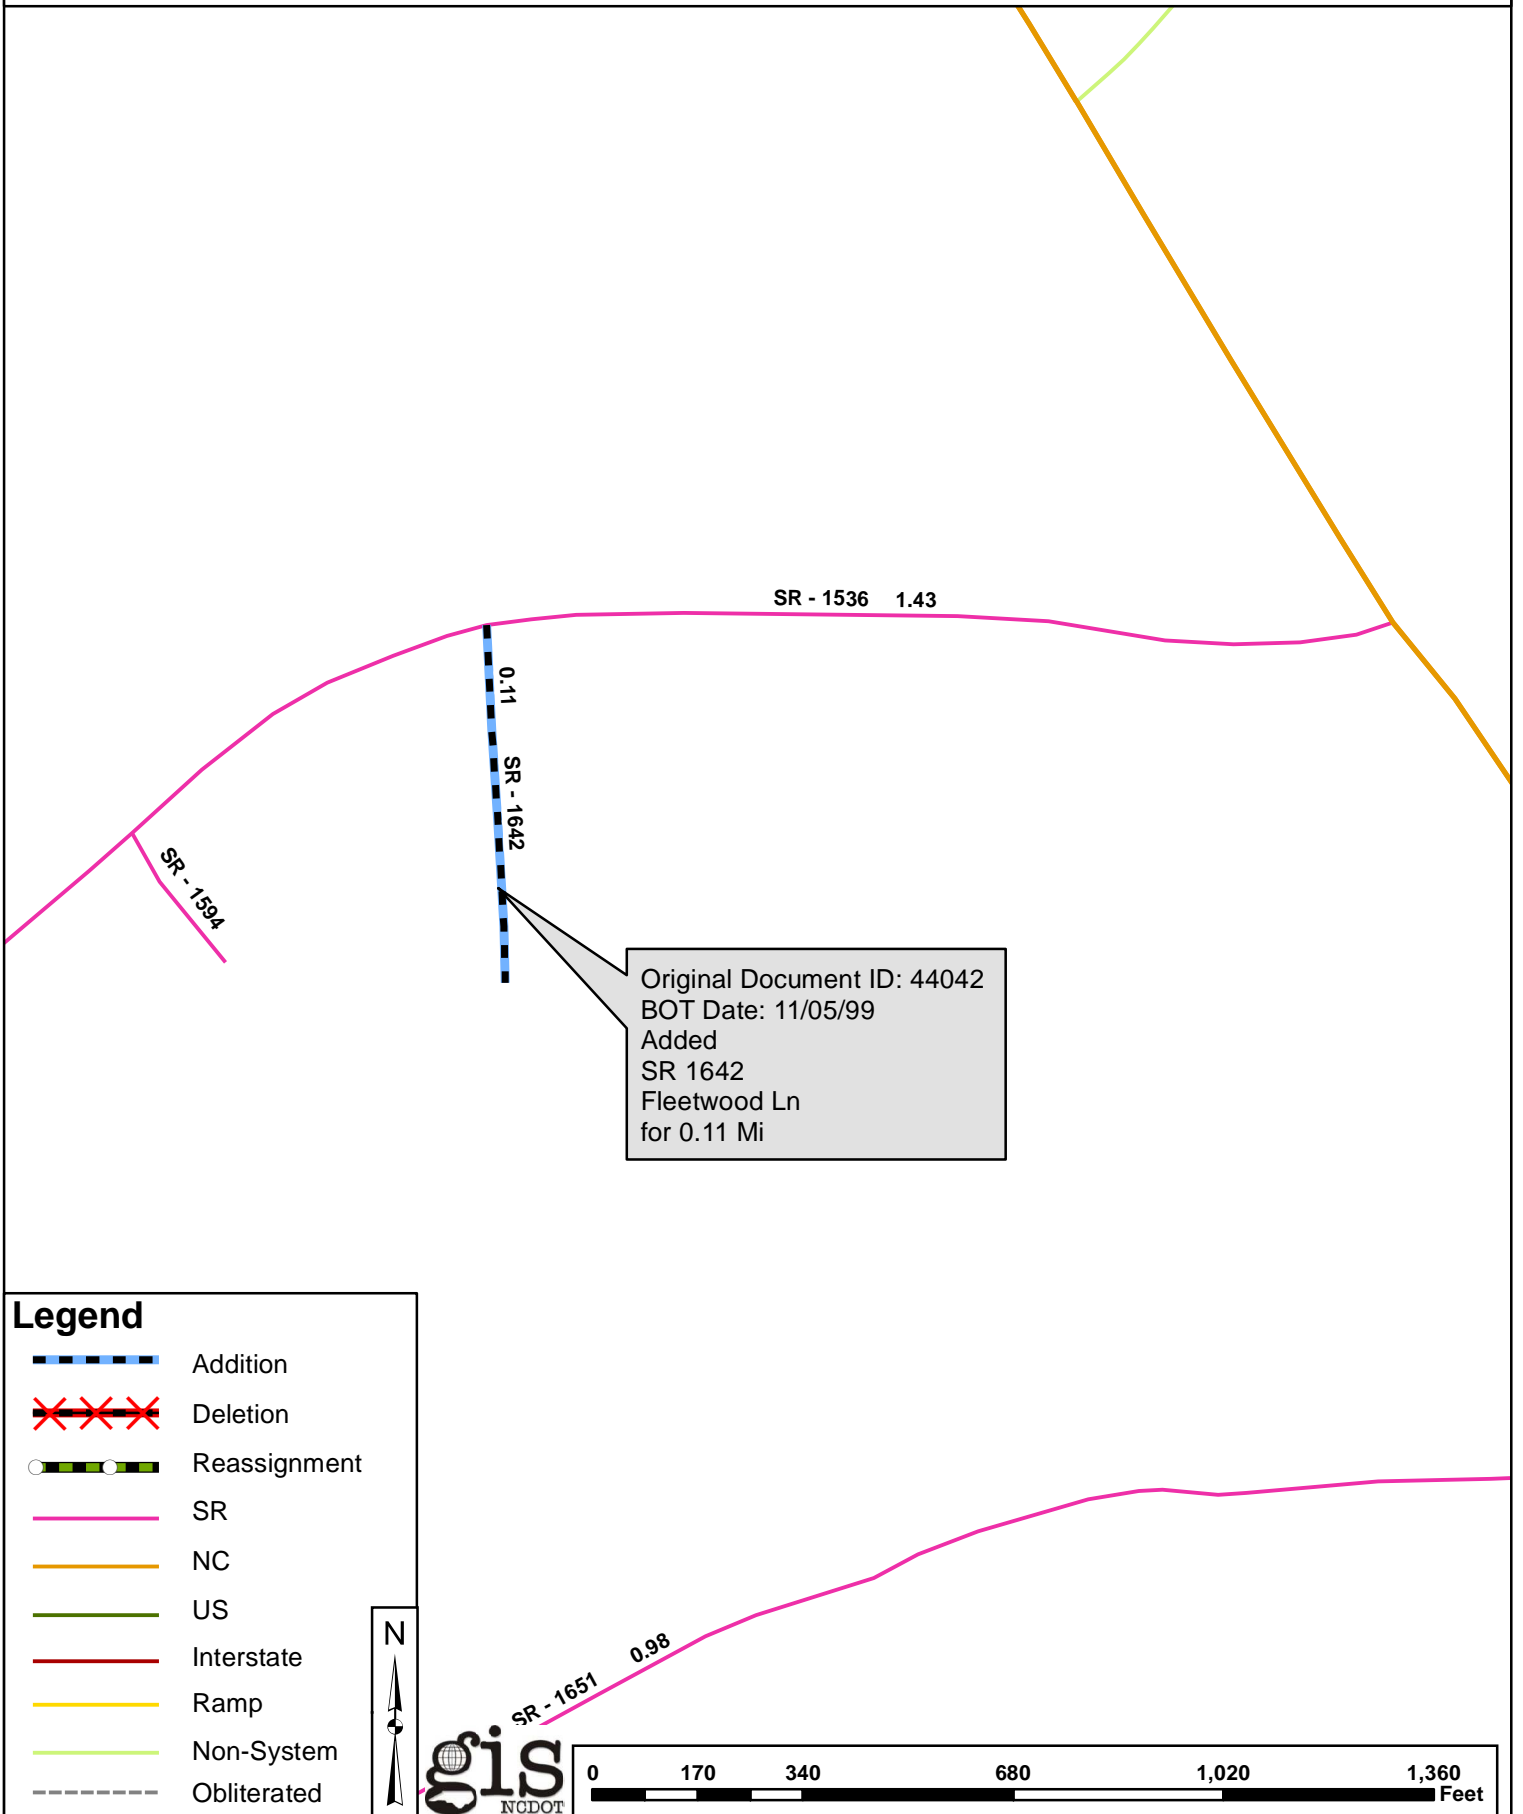 SR - 1536 1.43
0.11
SR - 1642
SR - 1594
Original Document ID: 44042
BOT Date: 11/05/99
Added
SR 1642
Fleetwood Ln
for 0.11 Mi
Legend
Addition
Deletion
Reassignment
SR
NC
US
Interstate
Ramp
Non-System
Obliterated
N
SR - 1651 0.98
gis
NCDOT
0 170 340 680 1,020 1,360
Feet